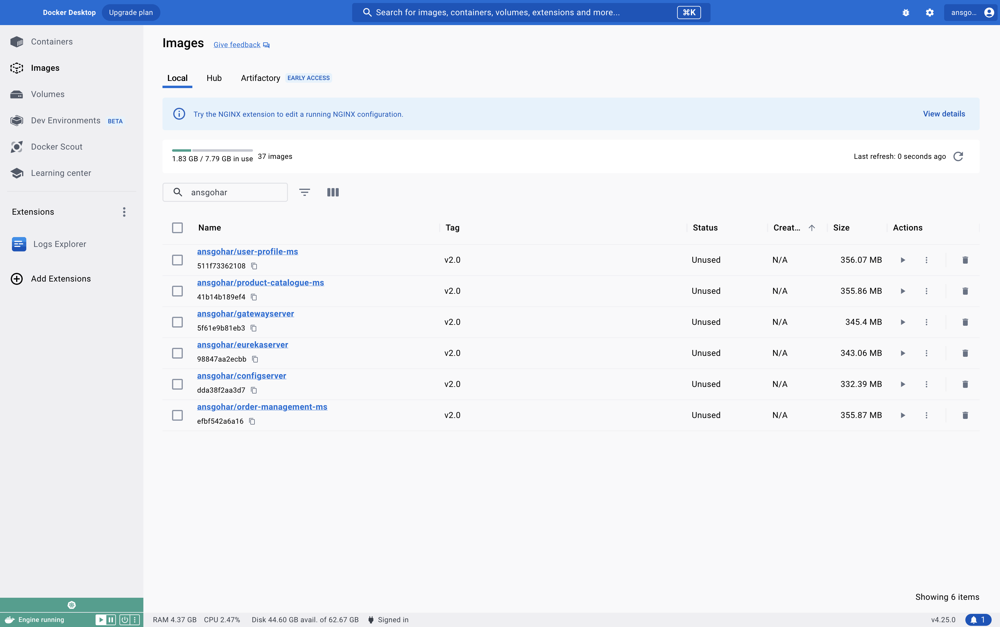 Docker Desktop Upgrade plan Search for images, containers, volumes, extensions and more... ⌘K ansgo...
Containers
Images
Volumes
Dev Environments BETA
Docker Scout
Learning center
Extensions
Logs Explorer
Add Extensions
Images Give feedback
Local Hub Artifactory EARLY ACCESS
Try the NGINX extension to edit a running NGINX configuration. View details
1.83 GB / 7.79 GB in use 37 images Last refresh: 0 seconds ago
ansgohar
Name Tag Status Creat... Size Actions
ansgohar/user-profile-ms
511f73362108 v2.0 Unused N/A 356.07 MB
ansgohar/product-catalogue-ms
41b14b189ef4 v2.0 Unused N/A 355.86 MB
ansgohar/gatewayserver
5f61e9b81eb3 v2.0 Unused N/A 345.4 MB
ansgohar/eurekaserver
98847aa2ecbb v2.0 Unused N/A 343.06 MB
ansgohar/configserver
dda38f2aa3d7 v2.0 Unused N/A 332.39 MB
ansgohar/order-management-ms
efbf542a6a16 v2.0 Unused N/A 355.87 MB
Showing 6 items
Engine running RAM 4.37 GB CPU 2.47% Disk 44.60 GB avail. of 62.67 GB Signed in v4.25.0 1